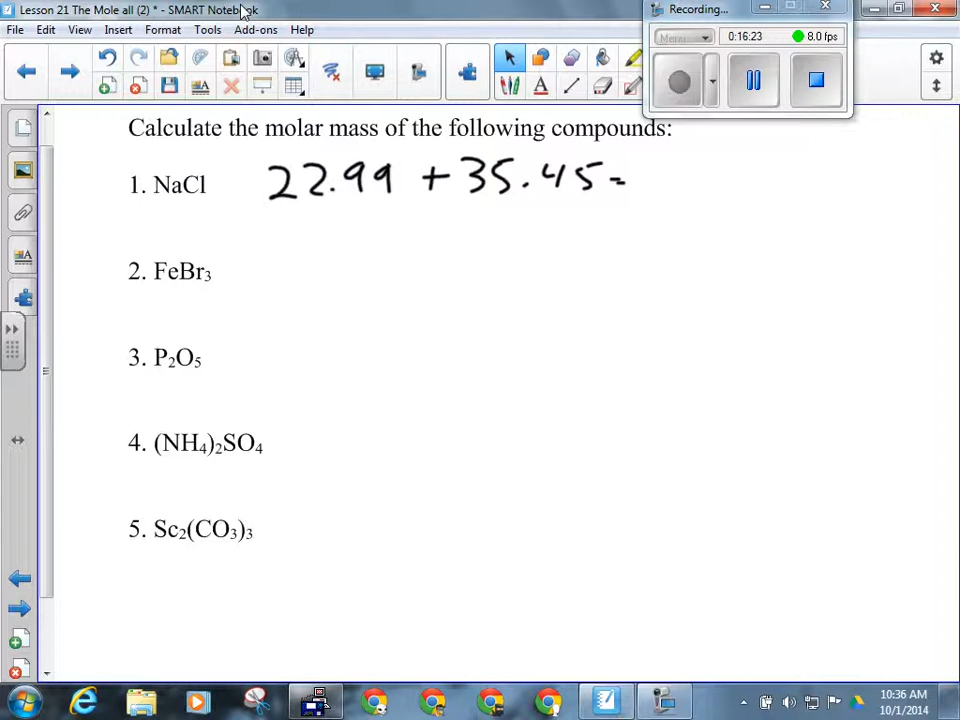 Lesson 21 The Mole all (2) * - SMART Notebook
Recording...
File Edit View Insert Format Tools Add-ons Help
Menu
0:16:23
8.0 fps
Calculate the molar mass of the following compounds:
1. NaCl 22.99 + 35.45 =
2. FeBr₃
3. P₂O₅
4. (NH₄)₂SO₄
5. Sc₂(CO₃)₃
10:36 AM
10/1/2014